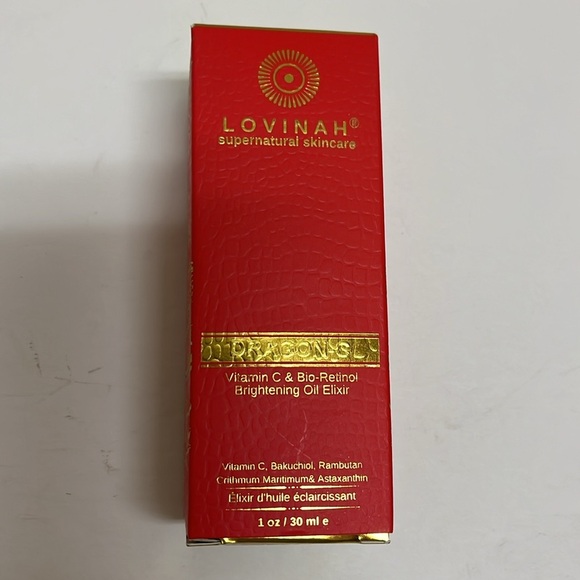 LOVINAH®
supernatural skincare
DRAGON-GL
Vitamin C & Bio-Retinol
Brightening Oil Elixir
Vitamin C, Bakuchiol, Rambutan
Crithmum Maritimum& Astaxanthin
Élixir d'huile éclaircissant
1 oz / 30 ml e